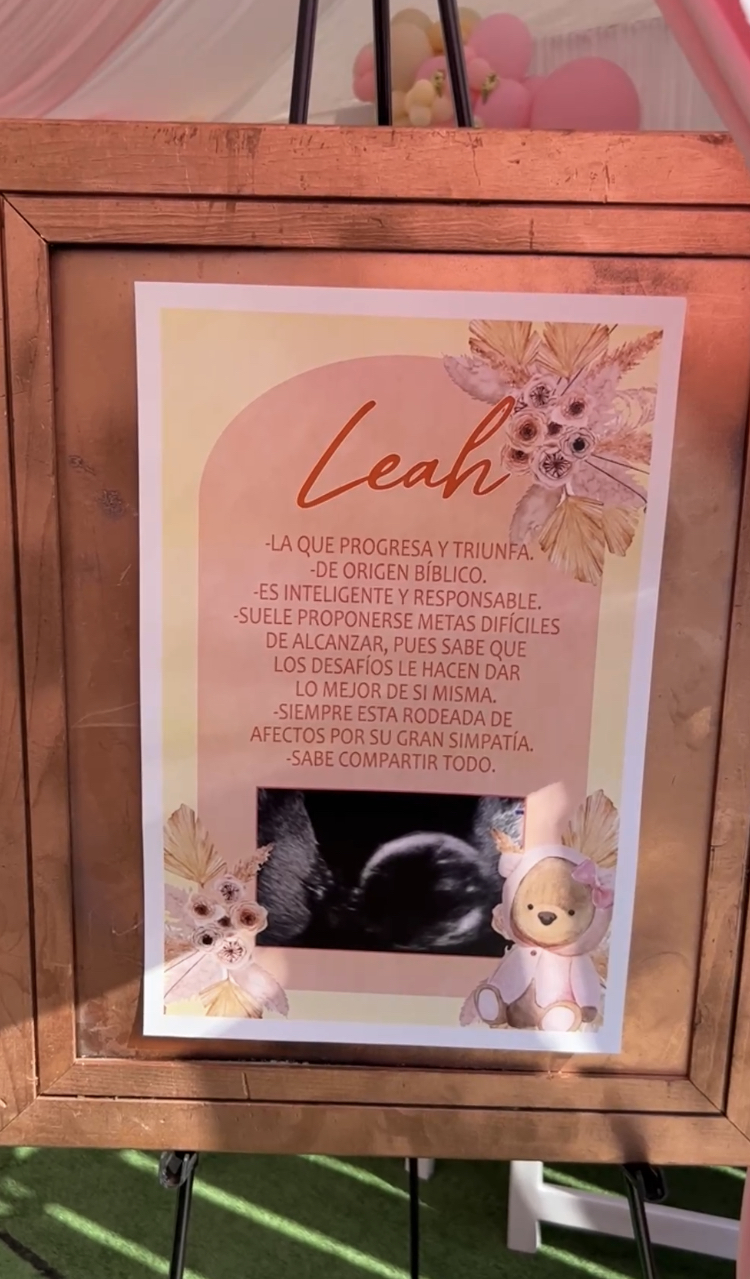 Leah
-LA QUE PROGRESA Y TRIUNFA.
-DE ORIGEN BÍBLICO.
-ES INTELIGENTE Y RESPONSABLE.
-SUELE PROPONERSE METAS DIFÍCILES
DE ALCANZAR, PUES SABE QUE
LOS DESAFÍOS LE HACEN DAR
LO MEJOR DE SI MISMA.
-SIEMPRE ESTA RODEADA DE
AFECTOS POR SU GRAN SIMPATÍA.
-SABE COMPARTIR TODO.